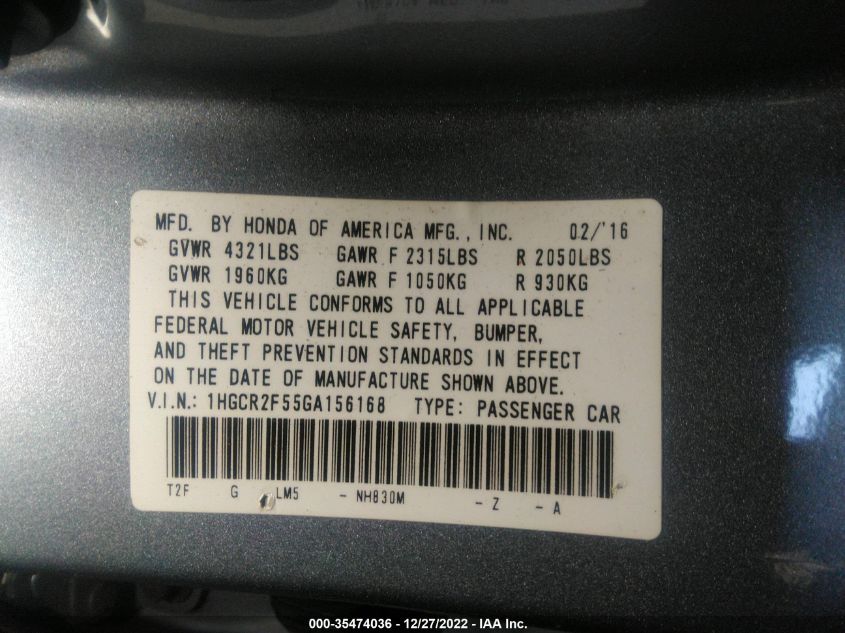 MFD. BY HONDA OF AMERICA MFG., INC. 02/'16
GVWR 4321LBS GAWR F 2315LBS R 2050LBS
GVWR 1960KG GAWR F 1050KG R 930KG
THIS VEHICLE CONFORMS TO ALL APPLICABLE
FEDERAL MOTOR VEHICLE SAFETY, BUMPER,
AND THEFT PREVENTION STANDARDS IN EFFECT
ON THE DATE OF MANUFACTURE SHOWN ABOVE.
V.I.N.: 1HGCR2F55GA156168 TYPE: PASSENGER CAR
T2F G LM5 - NH830M - Z - A
000-35474036 - 12/27/2022 - IAA Inc.